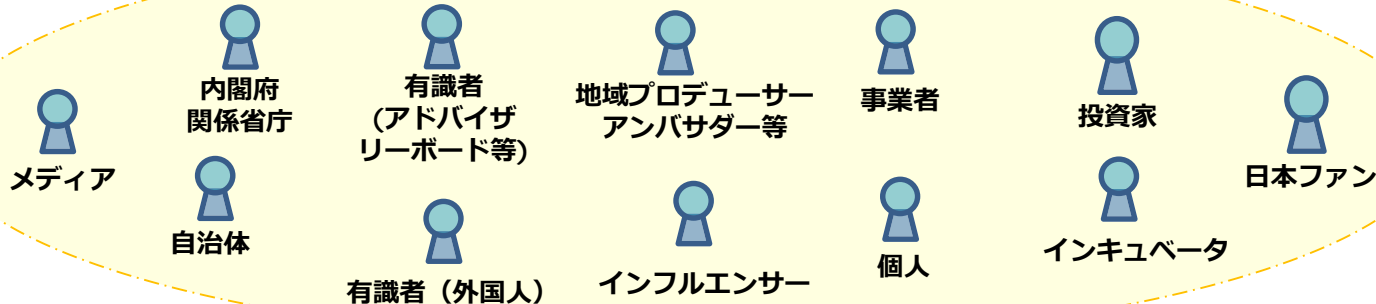 内閣府
関係省庁
有識者
(アドバイザ
リーボード等)
地域プロデューサー
アンバサダー等
事業者
投資家
メディア
日本ファン
自治体
有識者（外国人）
インフルエンサー
個人
インキュベータ